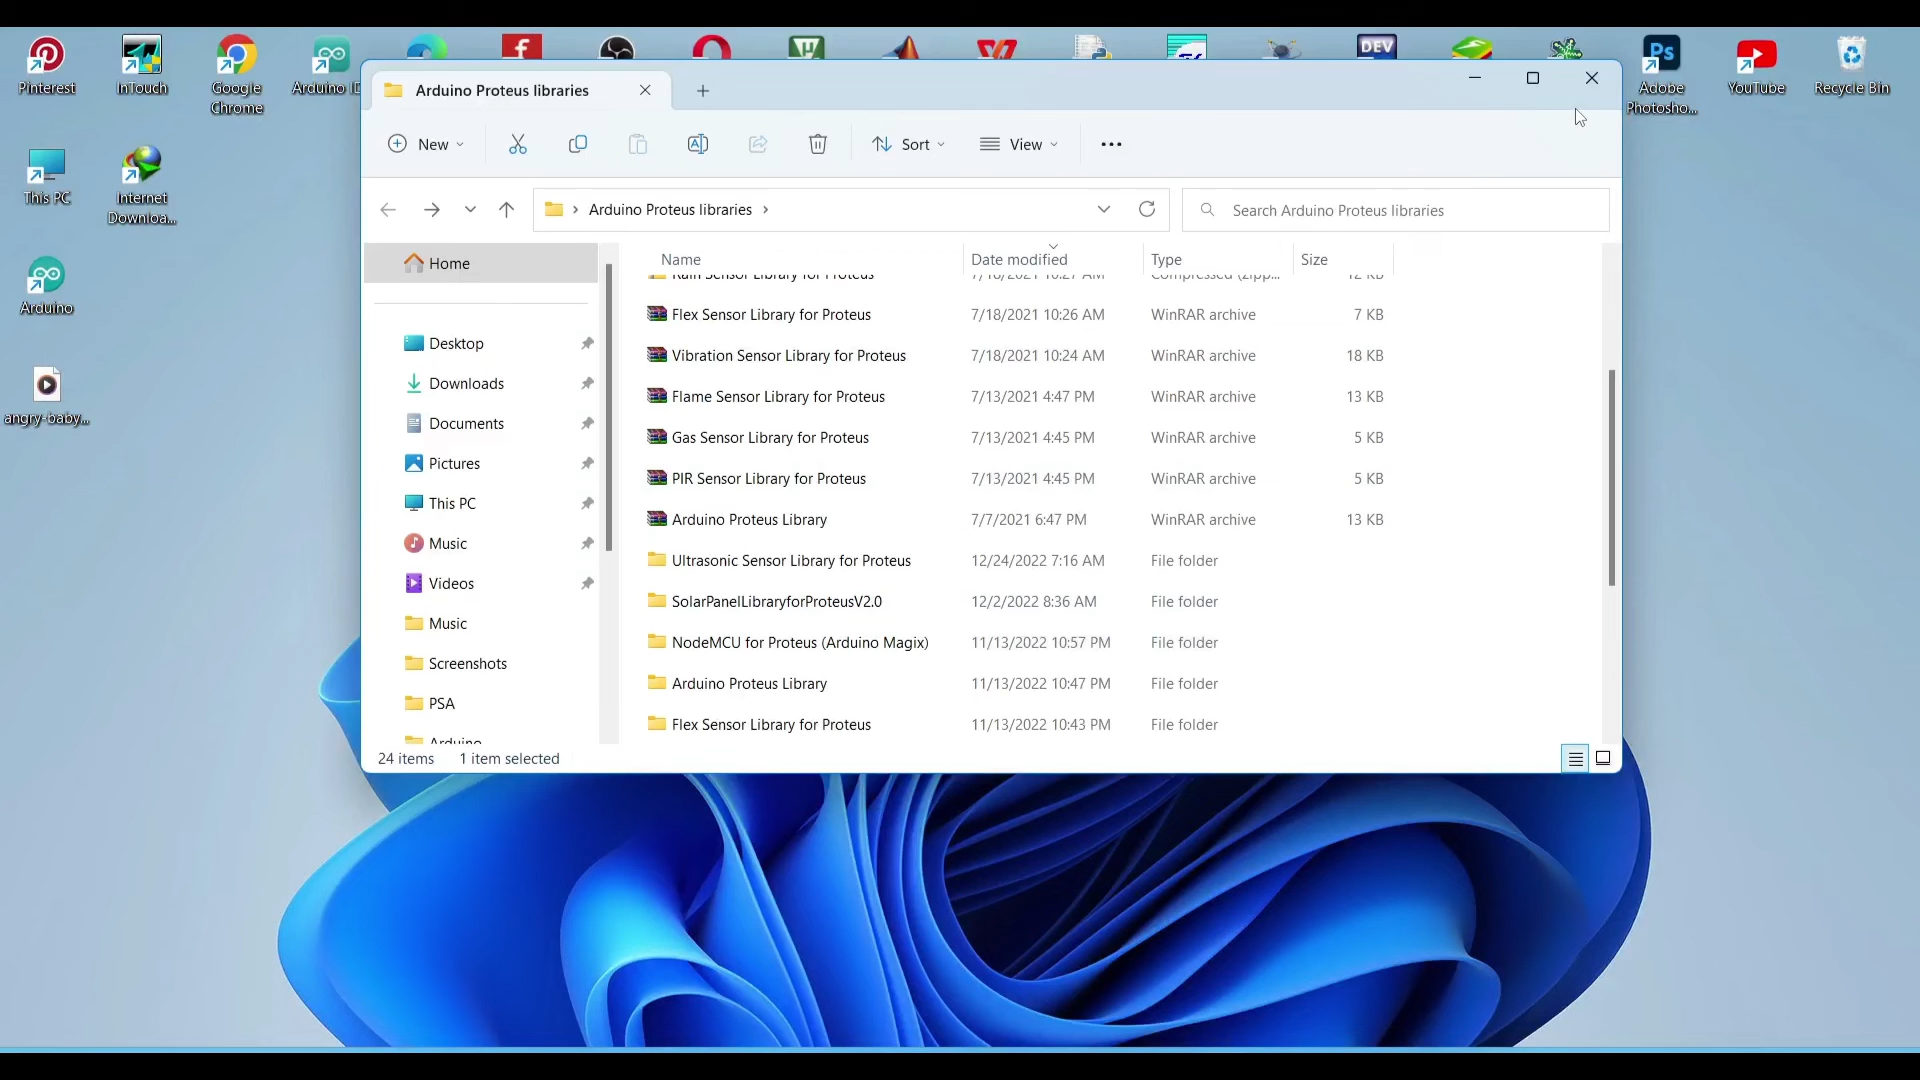 Pinterest
InTouch
Google
Chrome
Arduino ID
DEV
Ps
Adobe
Photosho...
YouTube
Recycle Bin
This PC
Internet
Downloa...
Arduino
angry-baby...
Arduino Proteus libraries
New
Sort
View
Arduino Proteus libraries
Search Arduino Proteus libraries
Home
Desktop
Downloads
Documents
Pictures
This PC
Music
Videos
Music
Screenshots
PSA
Arduino
Name Date modified Type Size
Rain Sensor Library for Proteus 7/18/2021 10:27 AM Compressed (zipp... 12 KB
Flex Sensor Library for Proteus 7/18/2021 10:26 AM WinRAR archive 7 KB
Vibration Sensor Library for Proteus 7/18/2021 10:24 AM WinRAR archive 18 KB
Flame Sensor Library for Proteus 7/13/2021 4:47 PM WinRAR archive 13 KB
Gas Sensor Library for Proteus 7/13/2021 4:45 PM WinRAR archive 5 KB
PIR Sensor Library for Proteus 7/13/2021 4:45 PM WinRAR archive 5 KB
Arduino Proteus Library 7/7/2021 6:47 PM WinRAR archive 13 KB
Ultrasonic Sensor Library for Proteus 12/24/2022 7:16 AM File folder
SolarPanelLibraryforProteusV2.0 12/2/2022 8:36 AM File folder
NodeMCU for Proteus (Arduino Magix) 11/13/2022 10:57 PM File folder
Arduino Proteus Library 11/13/2022 10:47 PM File folder
Flex Sensor Library for Proteus 11/13/2022 10:43 PM File folder
24 items 1 item selected